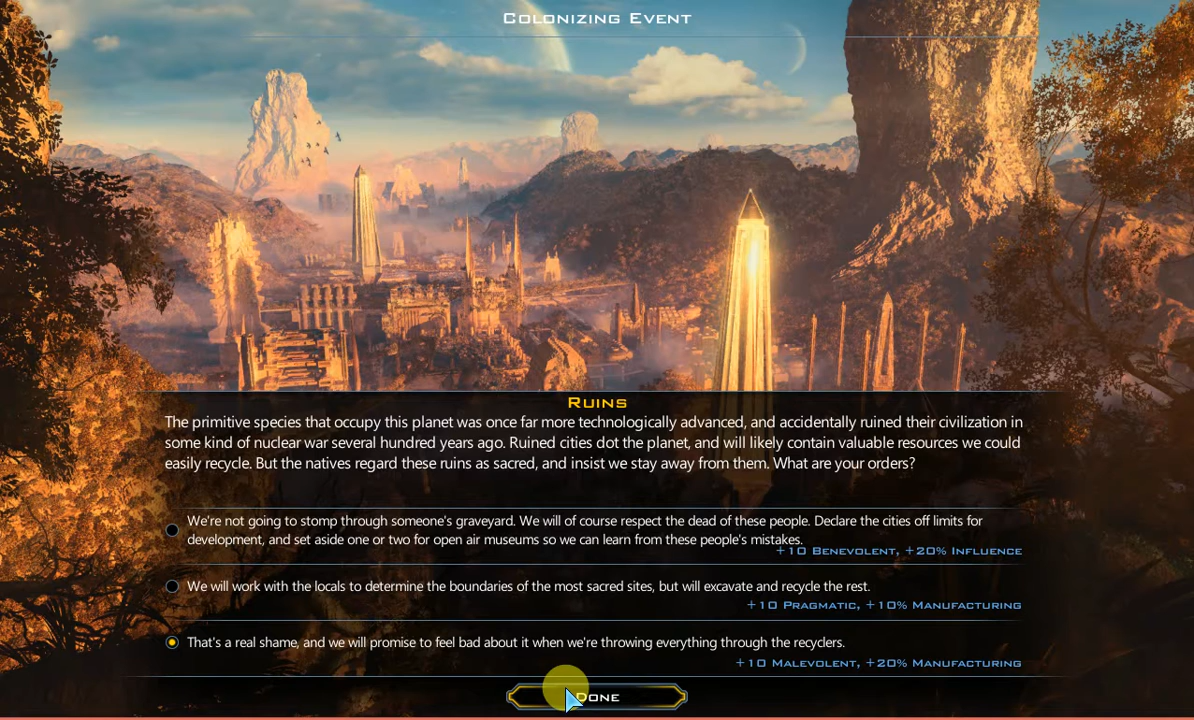 Colonizing Event
Ruins
The primitive species that occupy this planet was once far more technologically advanced, and accidentally ruined their civilization in
some kind of nuclear war several hundred years ago. Ruined cities dot the planet, and will likely contain valuable resources we could
easily recycle. But the natives regard these ruins as sacred, and insist we stay away from them. What are your orders?
We're not going to stomp through someone's graveyard. We will of course respect the dead of these people. Declare the cities off limits for
development, and set aside one or two for open air museums so we can learn from these people's mistakes.
+10 Benevolent, +20% Influence
We will work with the locals to determine the boundaries of the most sacred sites, but will excavate and recycle the rest.
+10 Pragmatic, +10% Manufacturing
That's a real shame, and we will promise to feel bad about it when we're throwing everything through the recyclers.
+10 Malevolent, +20% Manufacturing
Done